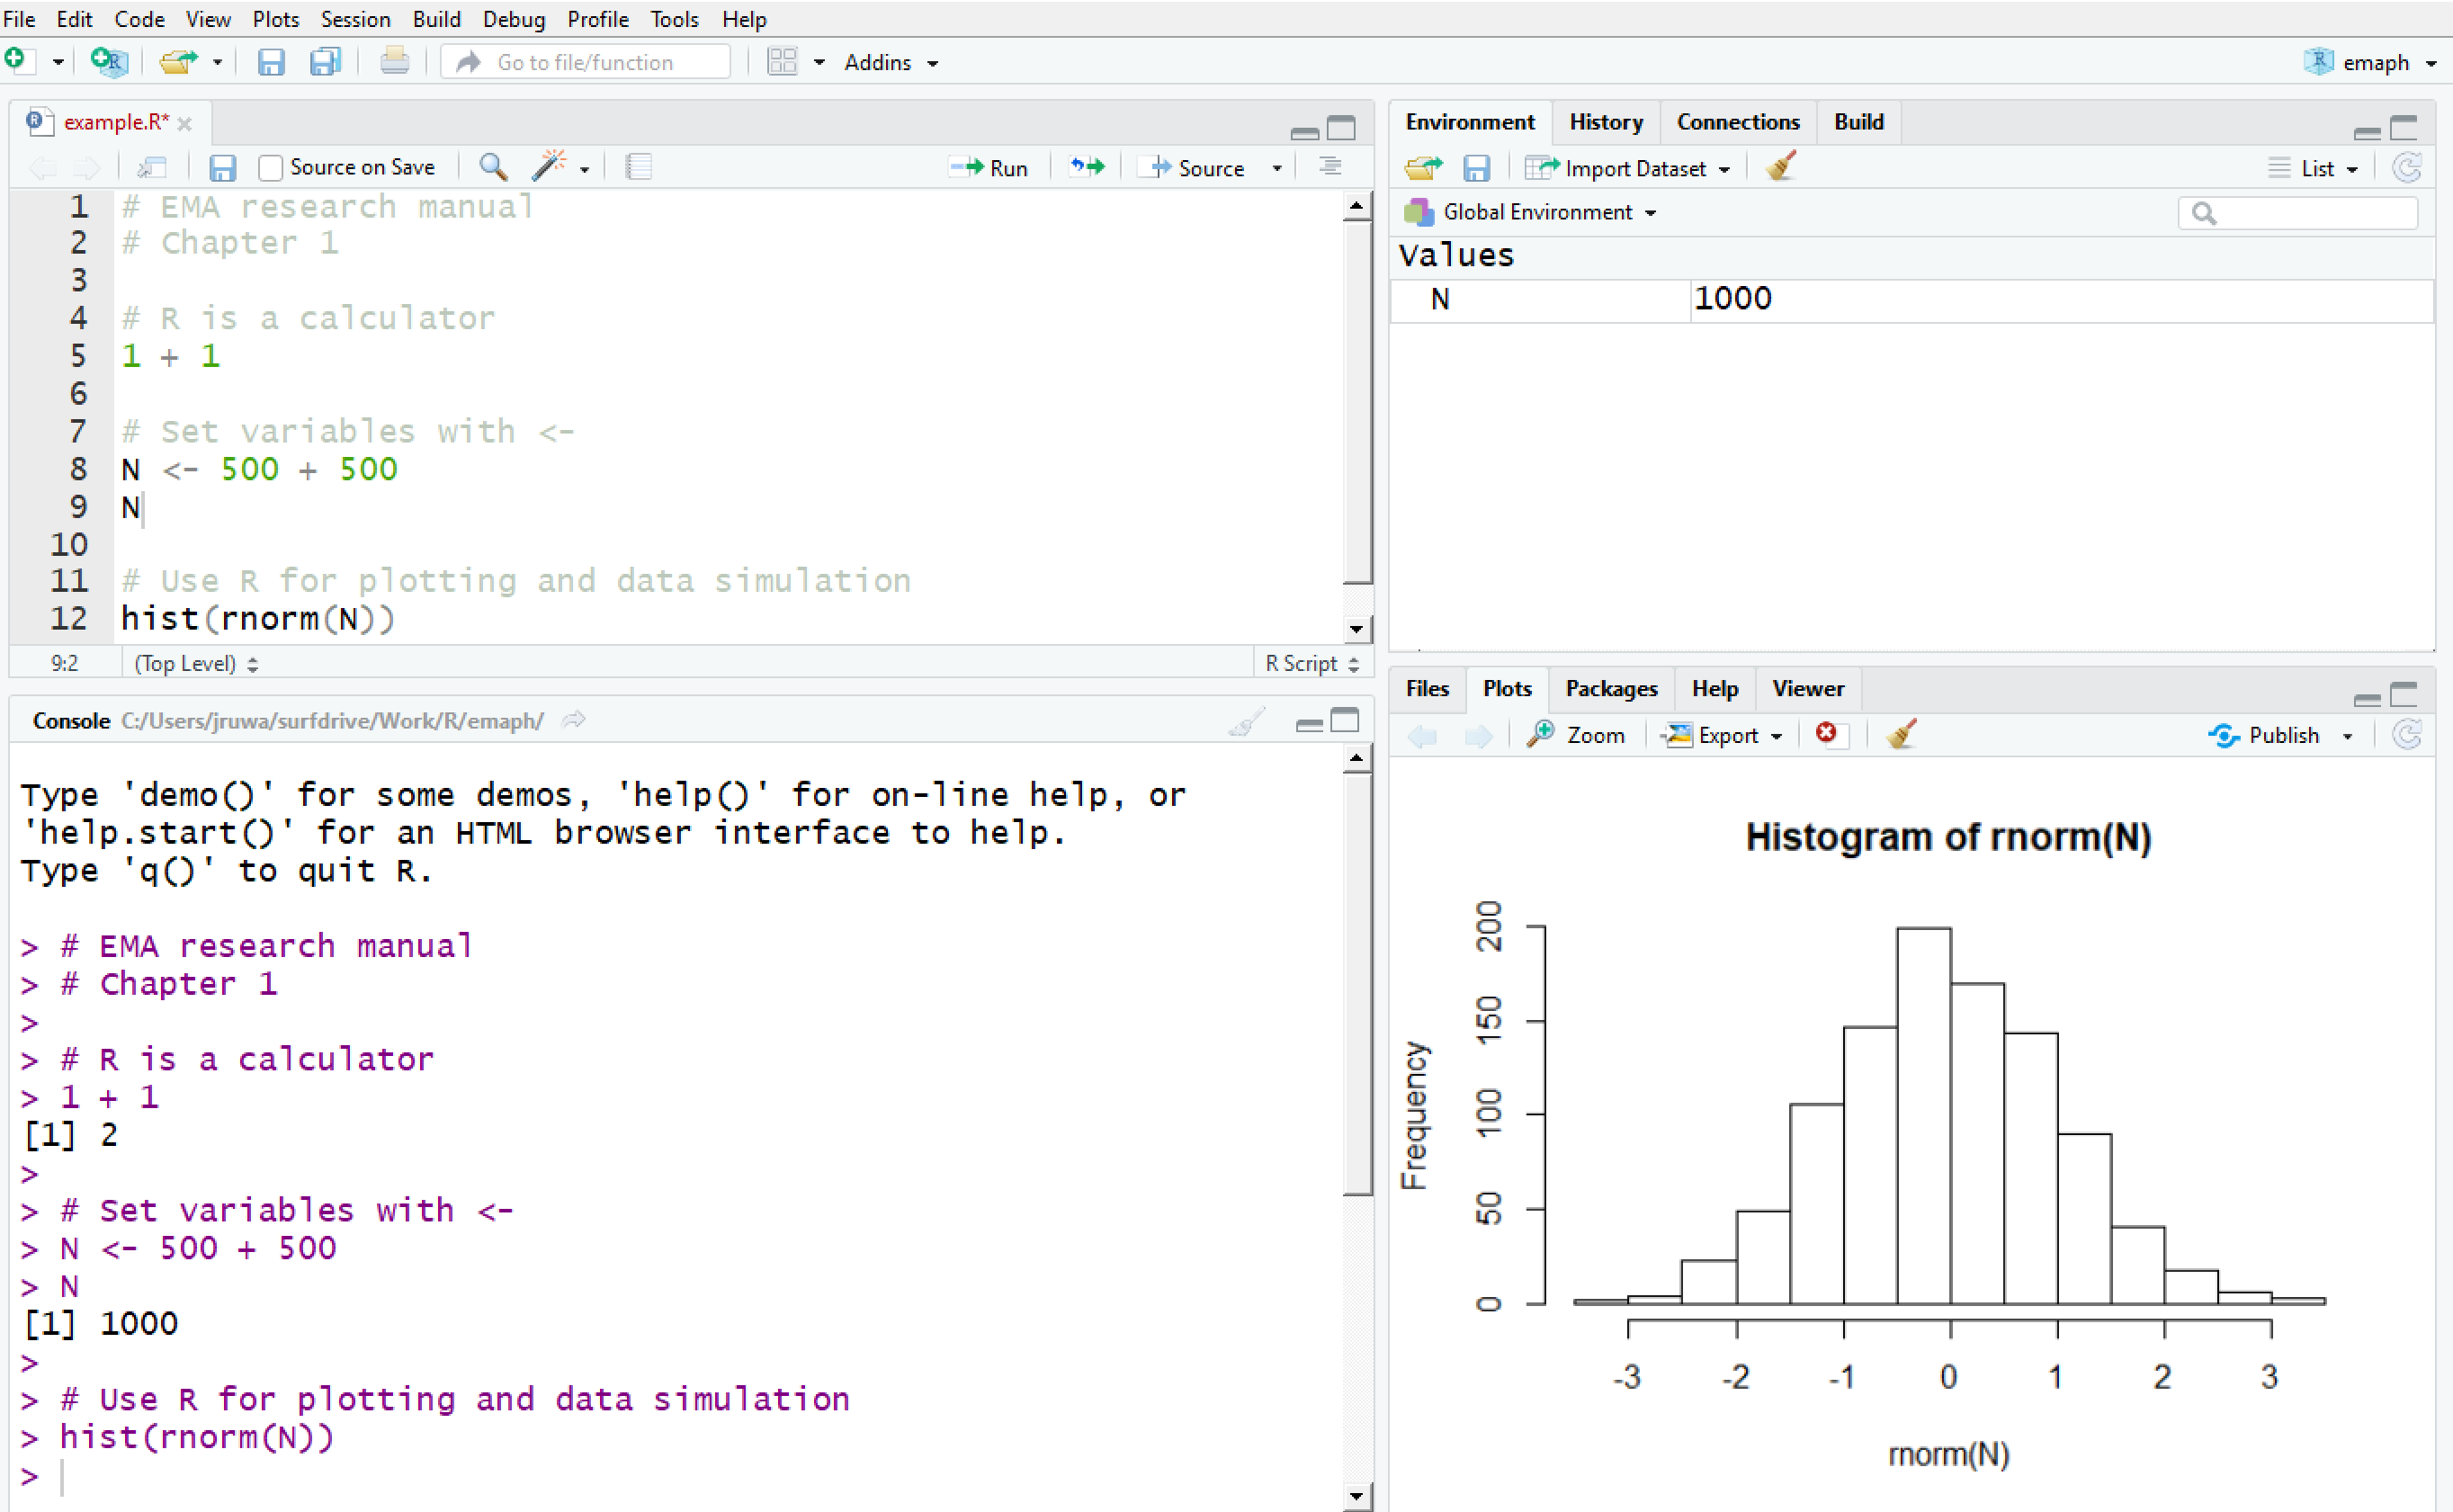 File Edit Code View Plots Session Build Debug Profile Tools Help
Go to file/function Addins emaph
example.R*
Source on Save Run Source
1 # EMA research manual
2 # Chapter 1
3
4 # R is a calculator
5 1 + 1
6
7 # Set variables with <-
8 N <- 500 + 500
9 N
10
11 # Use R for plotting and data simulation
12 hist(rnorm(N))
9:2 (Top Level) R Script
Console C:/Users/jruwa/surfdrive/Work/R/emaph/
Type 'demo()' for some demos, 'help()' for on-line help, or
'help.start()' for an HTML browser interface to help.
Type 'q()' to quit R.
> # EMA research manual
> # Chapter 1
>
> # R is a calculator
> 1 + 1
[1] 2
>
> # Set variables with <-
> N <- 500 + 500
> N
[1] 1000
>
> # Use R for plotting and data simulation
> hist(rnorm(N))
>
Environment History Connections Build
Import Dataset List
Global Environment
Values
N 1000
Files Plots Packages Help Viewer
Zoom Export Publish
Histogram of rnorm(N)
Frequency
200
150
100
50
0
-3 -2 -1 0 1 2 3
rnorm(N)